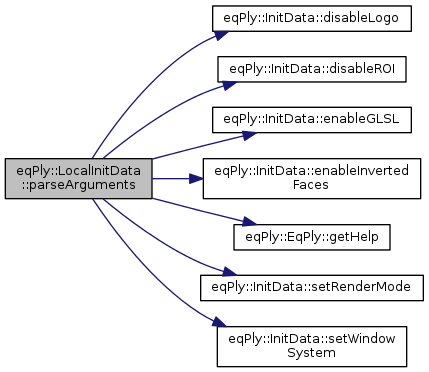 eqPly::InitData::disableLogo
eqPly::InitData::disableROI
eqPly::InitData::enableGLSL
eqPly::LocalInitData
::parseArguments
eqPly::InitData::enableInverted
Faces
eqPly::EqPly::getHelp
eqPly::InitData::setRenderMode
eqPly::InitData::setWindow
System